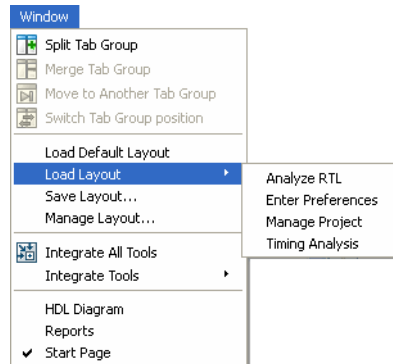 Window
Split Tab Group
Merge Tab Group
Move to Another Tab Group
Switch Tab Group position
Load Default Layout
Load Layout
Save Layout...
Manage Layout...
Integrate All Tools
Integrate Tools
HDL Diagram
Reports
Start Page
Analyze RTL
Enter Preferences
Manage Project
Timing Analysis